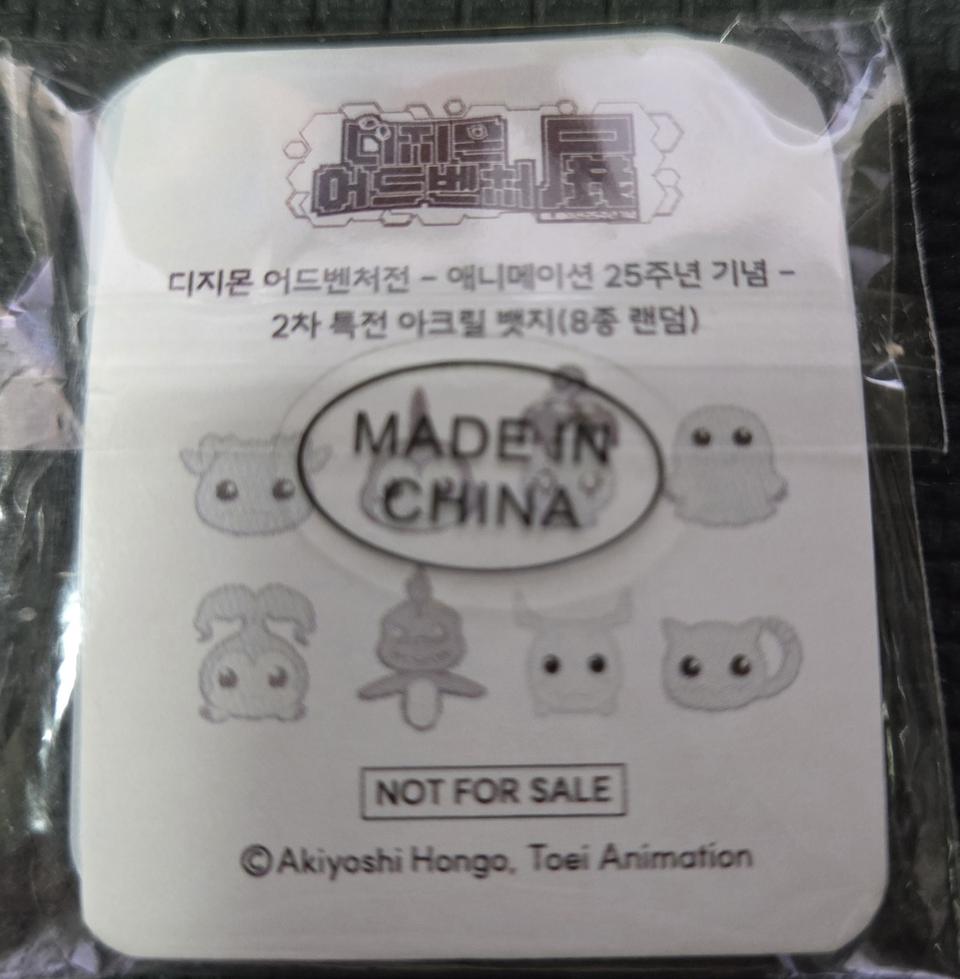 디지몬
어드벤처 展
디지몬 어드벤처전 – 애니메이션 25주년 기념 –
2차 특전 아크릴 뱃지(8종 랜덤)
MADE IN
CHINA
NOT FOR SALE
©Akiyoshi Hongo, Toei Animation